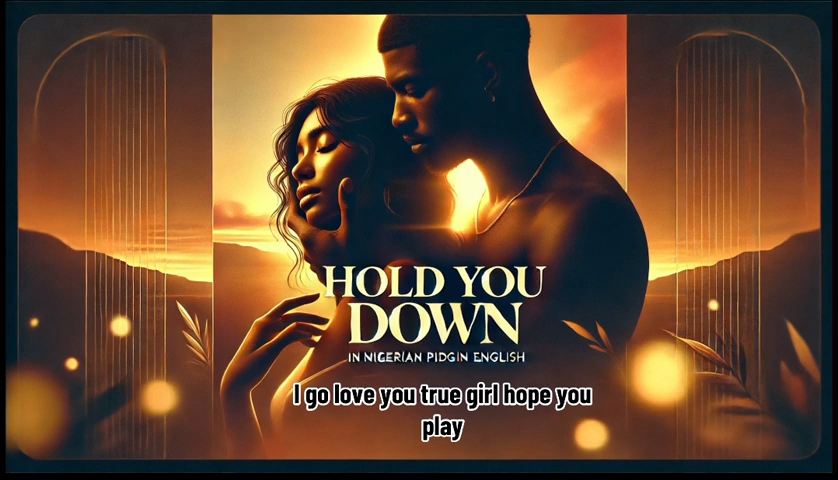 HOLD YOU
DOWN
IN NIGERIAN PIDGIN ENGLISH
I go love you true girl hope you
play